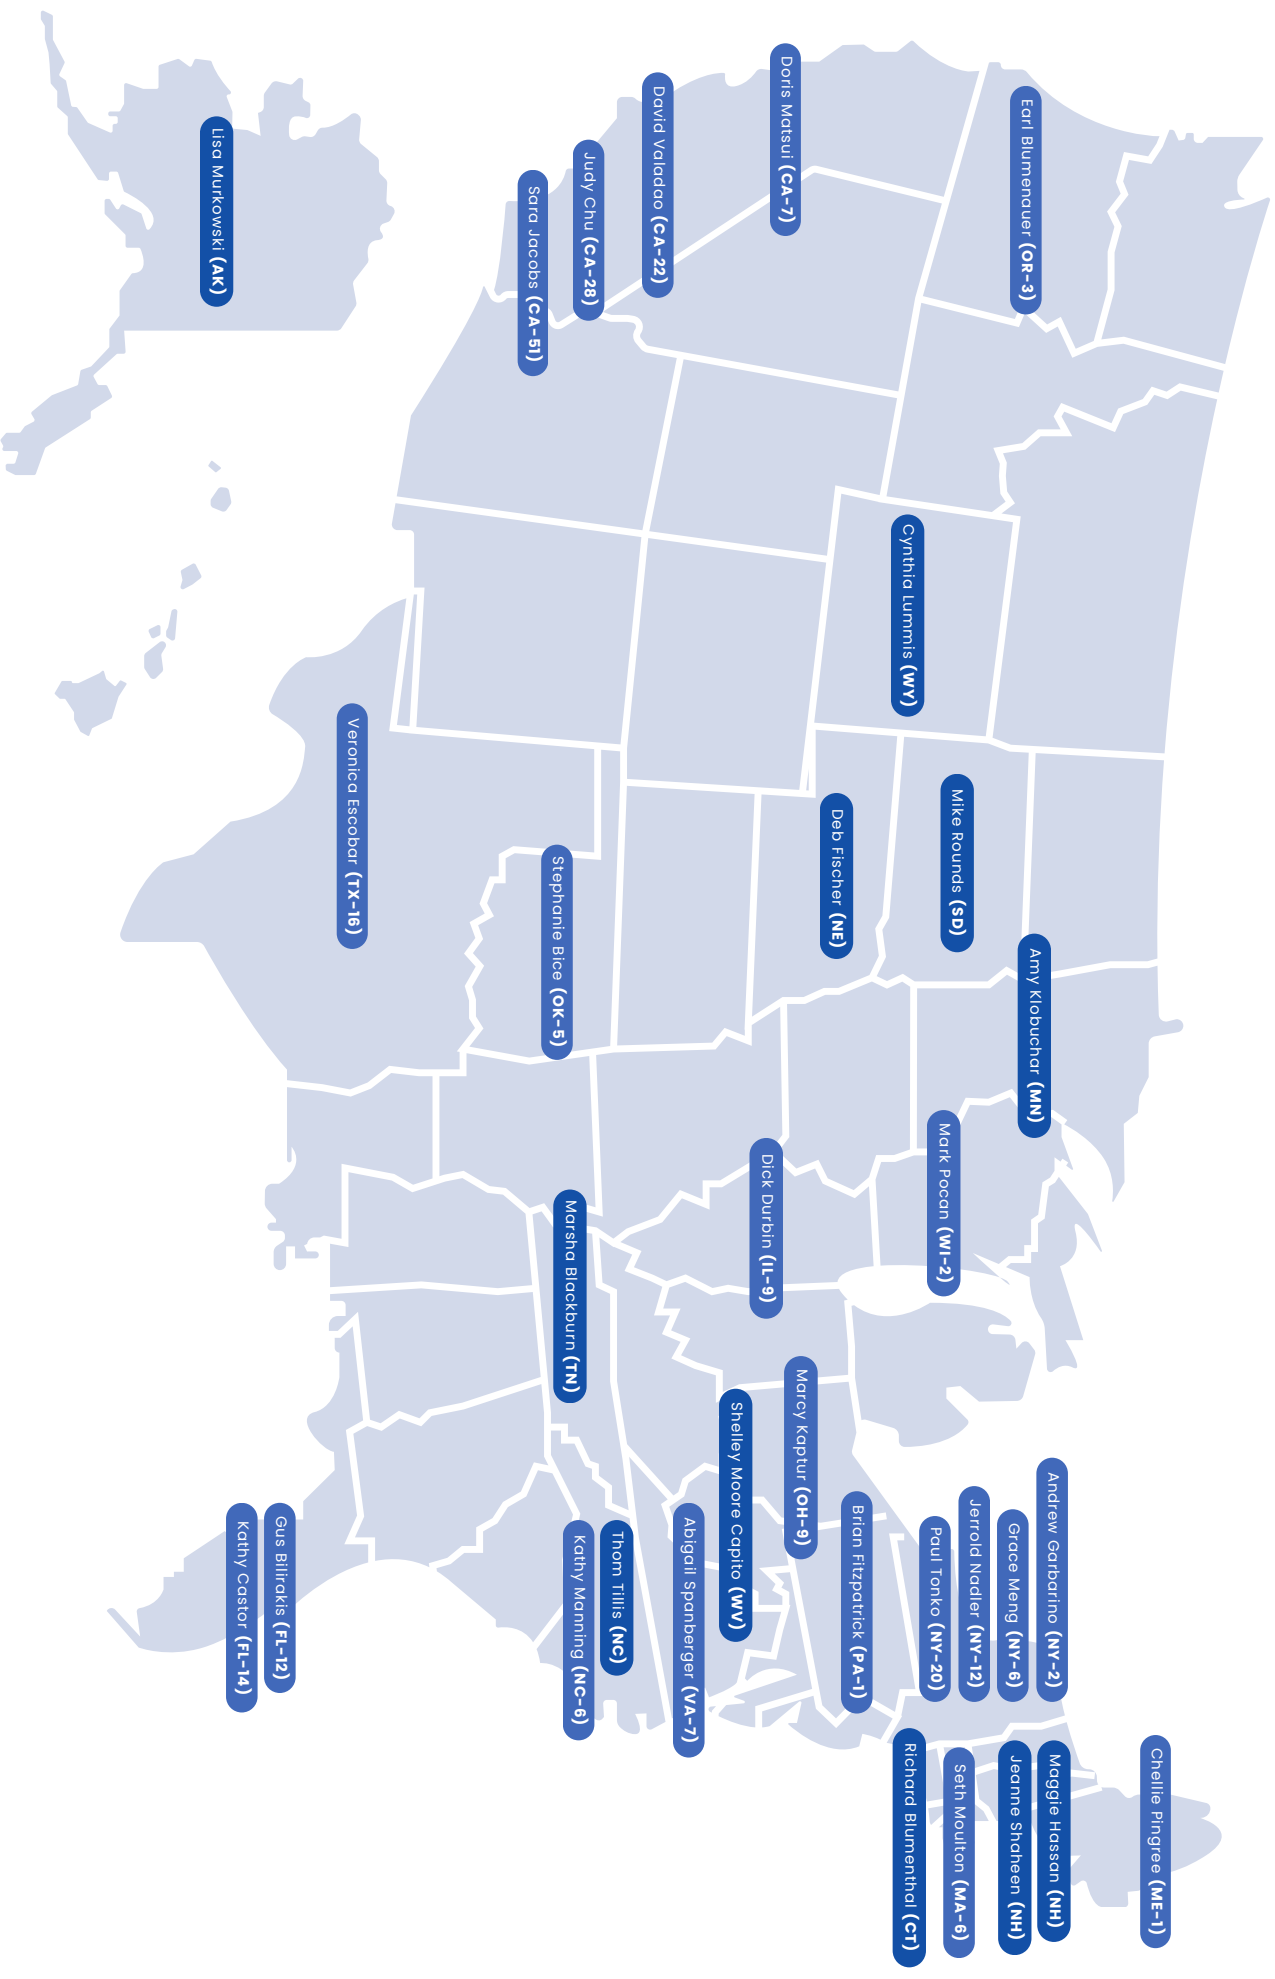 Lisa Murkowski (AK)
Earl Blumenauer (OR-3)
Doris Matsui (CA-7)
David Valadao (CA-22)
Judy Chu (CA-28)
Sara Jacobs (CA-51)
Cynthia Lummis (WY)
Mike Rounds (SD)
Deb Fischer (NE)
Amy Klobuchar (MN)
Veronica Escobar (TX-16)
Stephanie Bice (OK-5)
Mark Pocan (WI-2)
Dick Durbin (IL-9)
Marsha Blackburn (TN)
Marcy Kaptur (OH-9)
Shelley Moore Capito (WV)
Andrew Garbarino (NY-2)
Jerrold Nadler (NY-12)
Grace Meng (NY-6)
Paul Tonko (NY-20)
Brian Fitzpatrick (PA-1)
Abigail Spanberger (VA-7)
Thom Tillis (NC)
Kathy Manning (NC-6)
Gus Bilirakis (FL-12)
Kathy Castor (FL-14)
Chellie Pingree (ME-1)
Maggie Hassan (NH)
Jeanne Shaheen (NH)
Seth Moulton (MA-6)
Richard Blumenthal (CT)